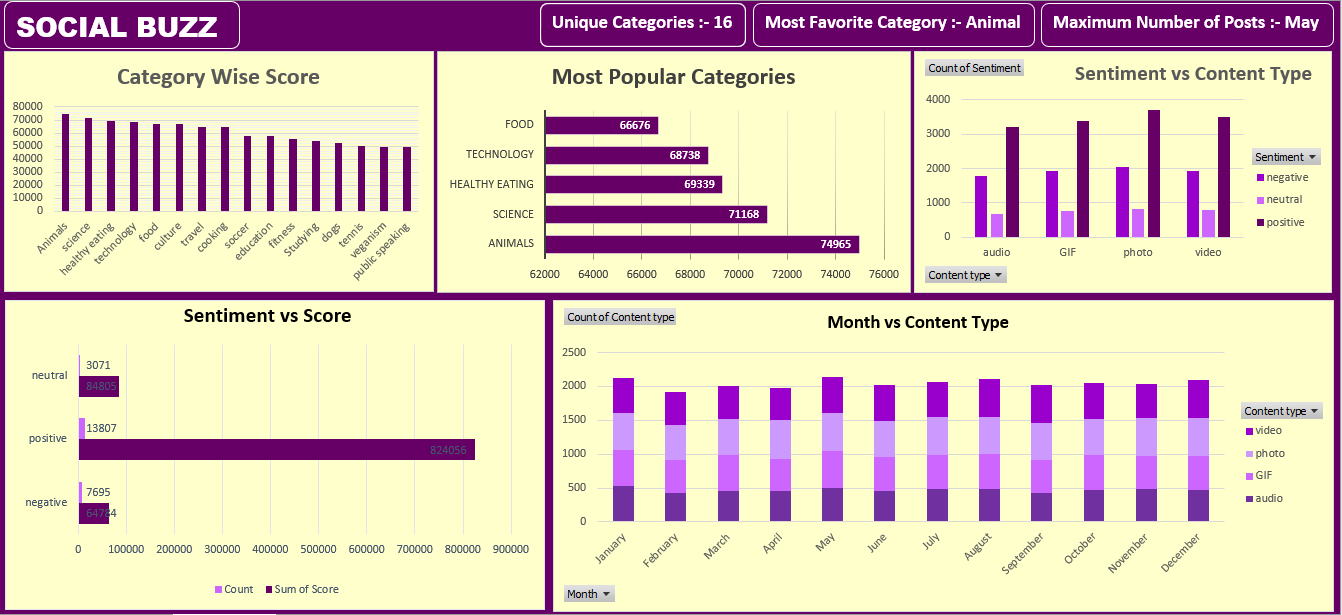 SOCIAL BUZZ
Unique Categories :- 16
Most Favorite Category :- Animal
Maximum Number of Posts :- May
Category Wise Score
80000
70000
60000
50000
40000
30000
20000
10000
0
Animals
science
healthy eating
technology
food
culture
travel
cooking
soccer
education
fitness
Studying
dogs
tennis
veganism
public speaking
Most Popular Categories
FOOD
66676
TECHNOLOGY
68738
HEALTHY EATING
69339
SCIENCE
71168
ANIMALS
74965
62000 64000 66000 68000 70000 72000 74000 76000
Count of Sentiment
Sentiment vs Content Type
4000
3000
2000
1000
0
audio GIF photo video
Sentiment
negative
neutral
positive
Content type
Sentiment vs Score
neutral
3071
84805
positive
13807
824056
negative
7695
64784
0 100000 200000 300000 400000 500000 600000 700000 800000 900000
Count Sum of Score
Count of Content type
Month vs Content Type
2500
2000
1500
1000
500
0
January
February
March
April
May
June
July
August
September
October
November
December
Content type
video
photo
GIF
audio
Month